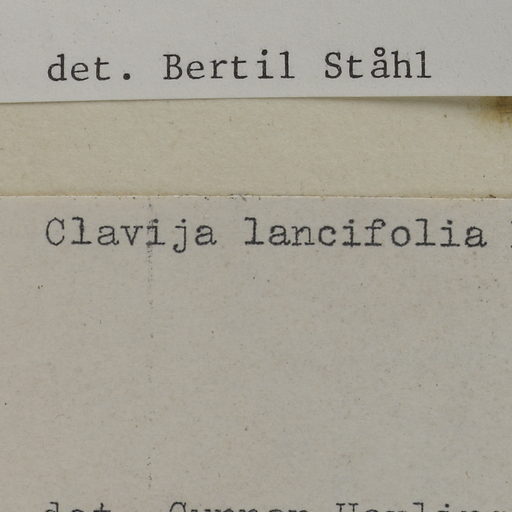 det. Bertil Ståhl
Clavija lancifolia
det.